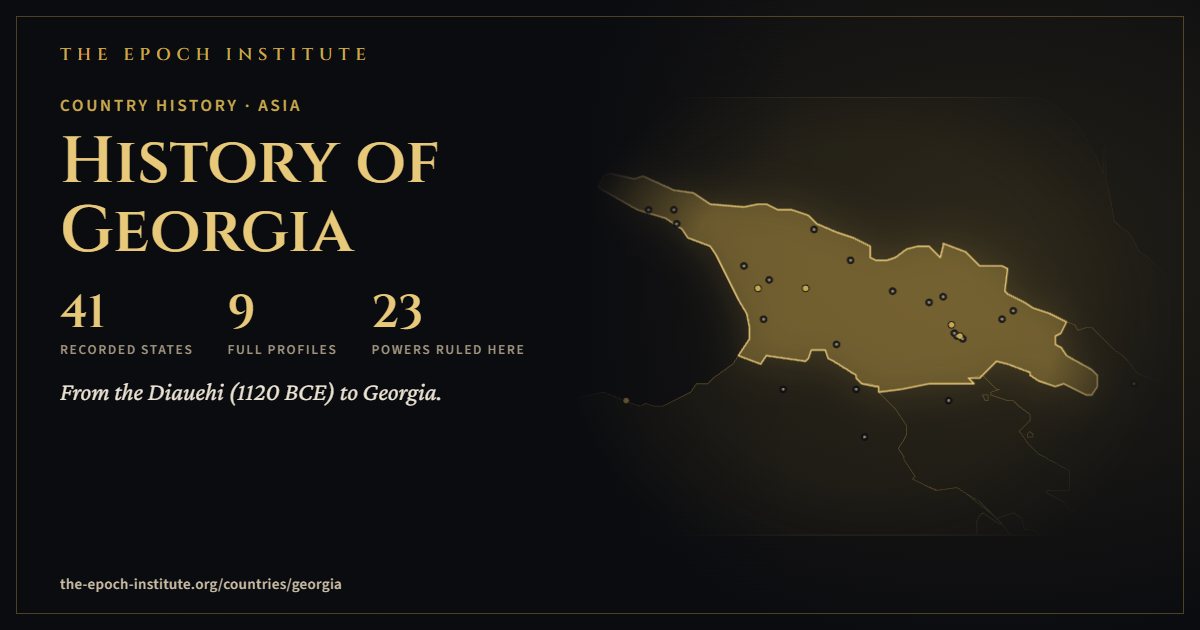 THE EPOCH INSTITUTE
COUNTRY HISTORY · ASIA
HISTORY OF
GEORGIA
41 9 23
RECORDED STATES FULL PROFILES POWERS RULED HERE
From the Diauehi (1120 BCE) to Georgia.
the-epoch-institute.org/countries/georgia